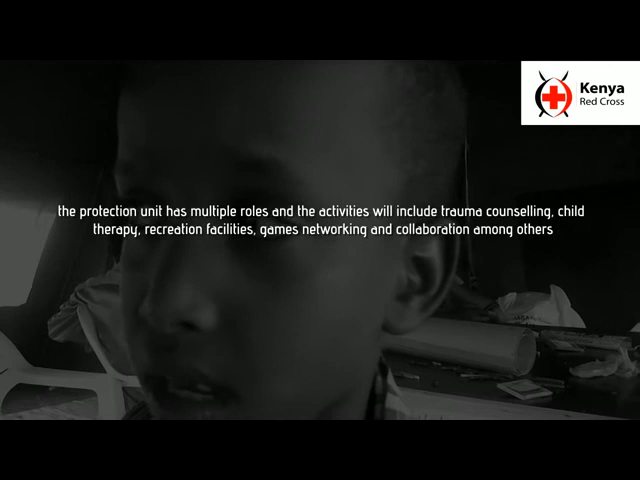 Kenya
Red Cross
the protection unit has multiple roles and the activities will include trauma counselling, child
therapy, recreation facilities, games networking and collaboration among others